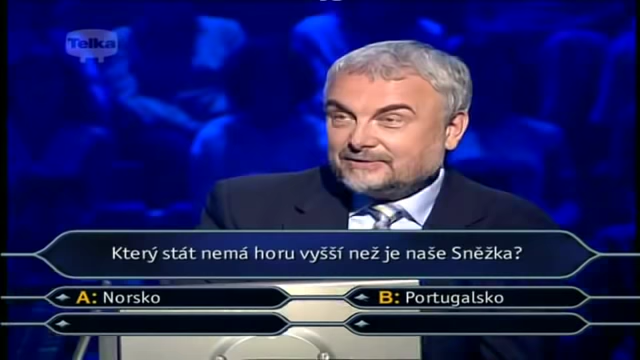 Telka
Který stát nemá horu vyšší než je naše Sněžka?
A: Norsko
B: Portugalsko